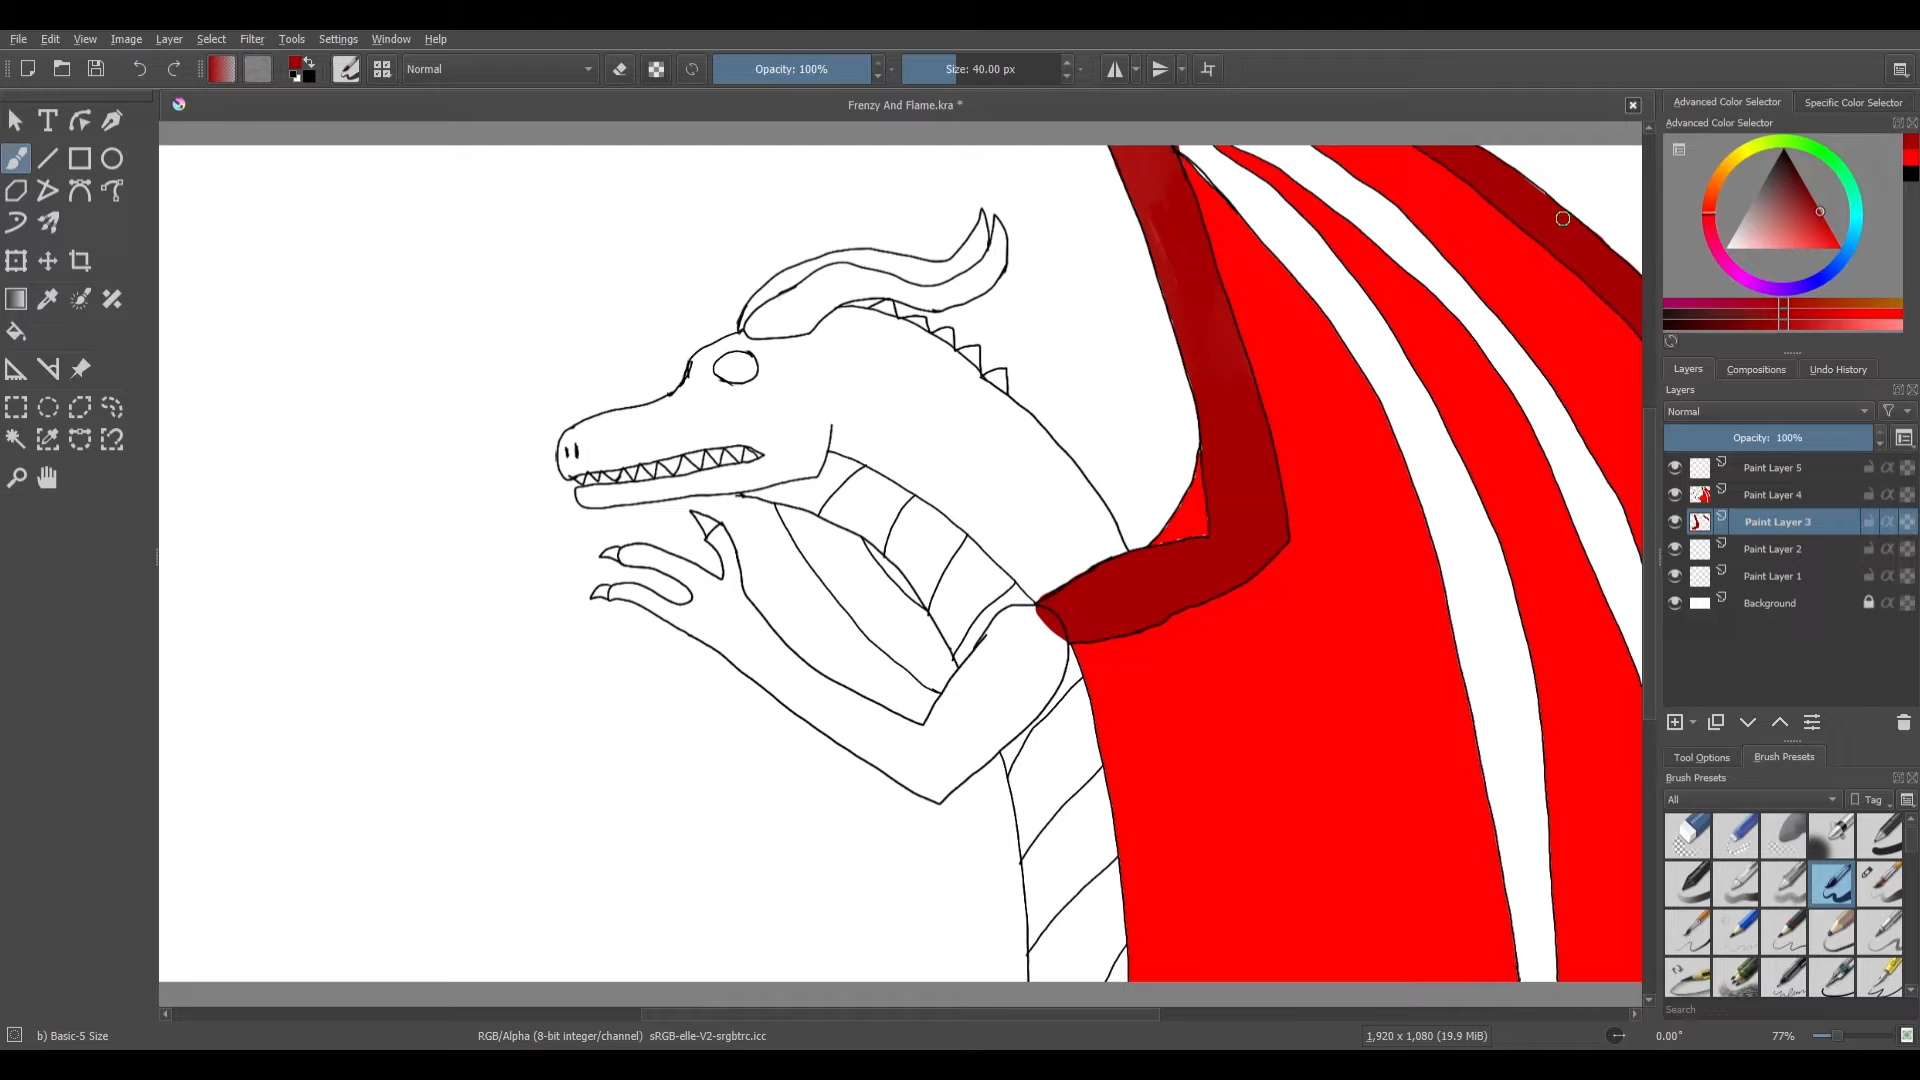 File Edit View Image Layer Select Filter Tools Settings Window Help
Normal Opacity: 100% Size: 40.00 px
Frenzy And Flame.kra *
Advanced Color Selector Specific Color Selector
Advanced Color Selector
Layers Compositions Undo History
Layers
Normal
Opacity: 100%
Paint Layer 5
Paint Layer 4
Paint Layer 3
Paint Layer 2
Paint Layer 1
Background
Tool Options Brush Presets
Brush Presets
All Tag
Search
b) Basic-5 Size RGB/Alpha (8-bit integer/channel) sRGB-elle-V2-srgbtrc.icc 1,920 x 1,080 (19.9 MiB) 0.00° 77%